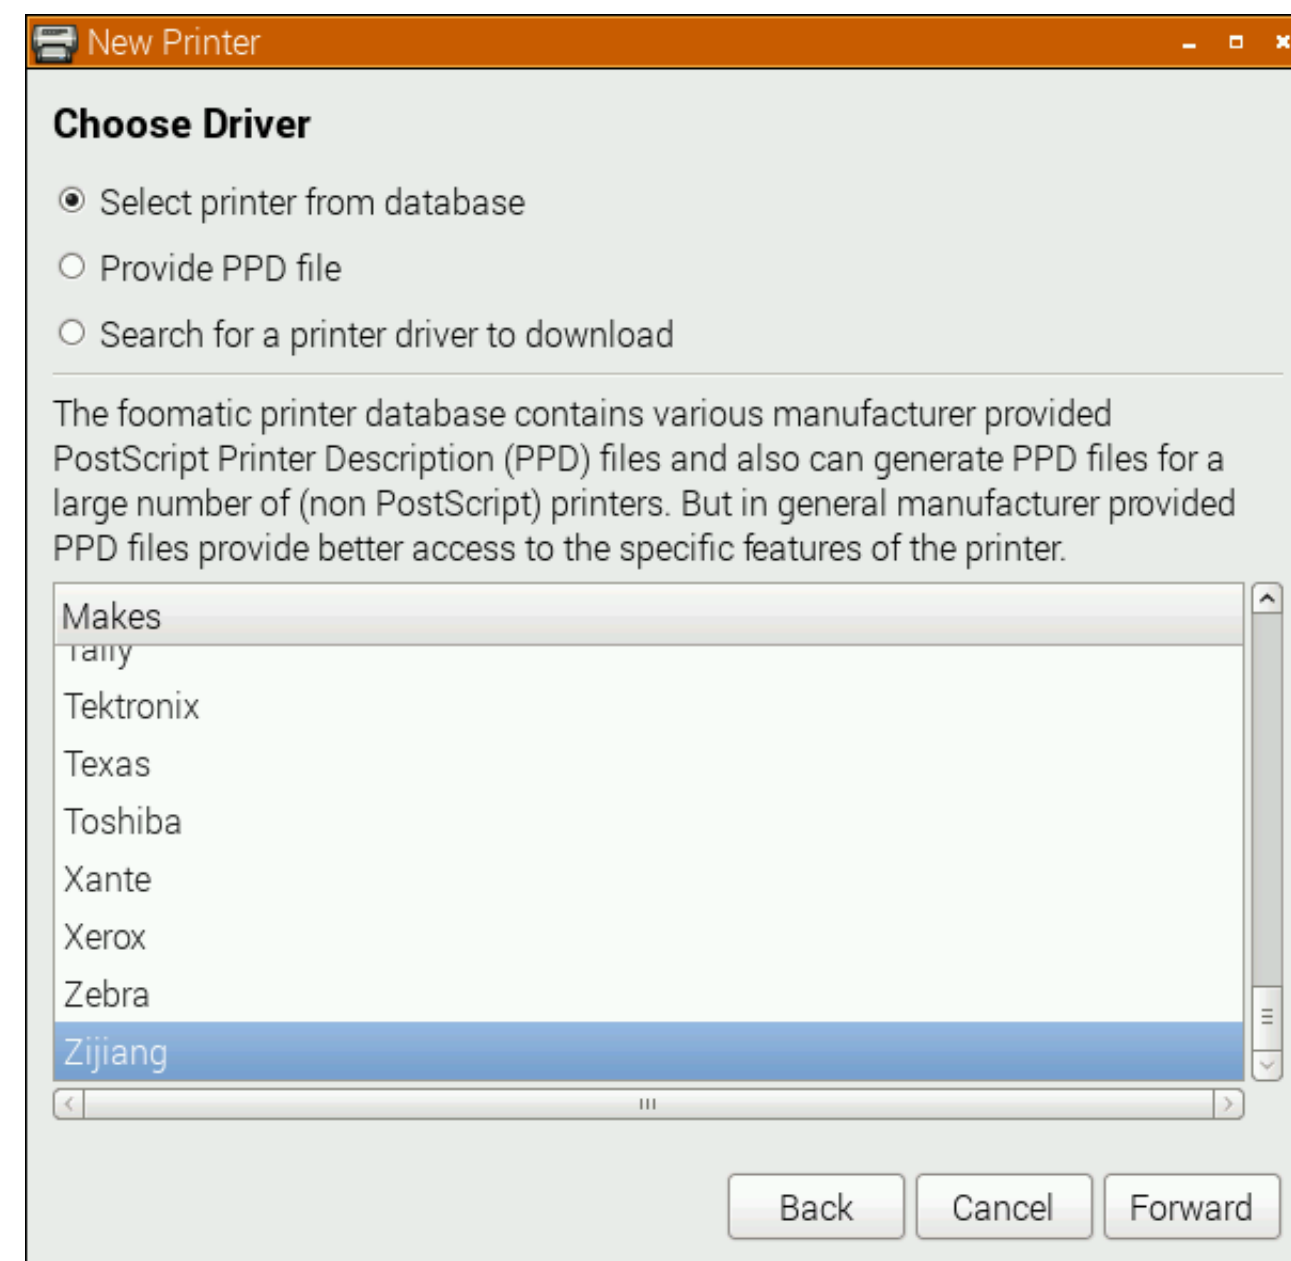 New Printer
Choose Driver
Select printer from database
Provide PPD file
Search for a printer driver to download
The foomatic printer database contains various manufacturer provided
PostScript Printer Description (PPD) files and also can generate PPD files for a
large number of (non PostScript) printers. But in general manufacturer provided
PPD files provide better access to the specific features of the printer.
Makes
Tally
Tektronix
Texas
Toshiba
Xante
Xerox
Zebra
Zijiang
Back Cancel Forward